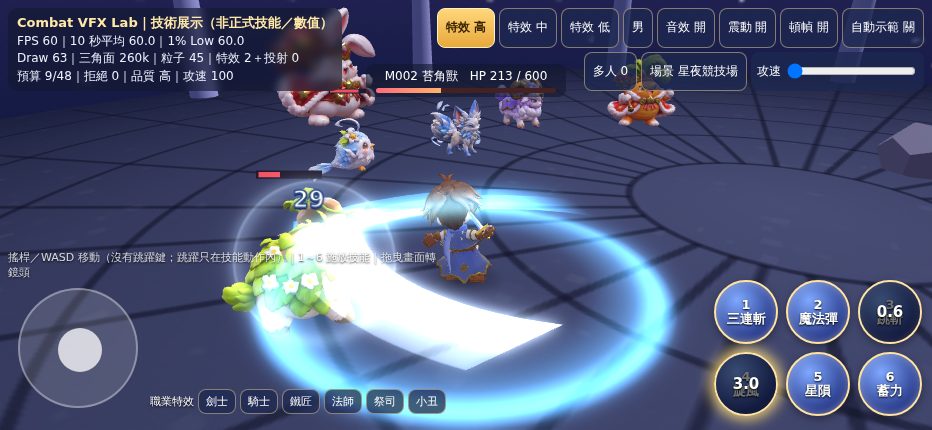 Combat VFX Lab｜技術展示（非正式技能／數值）
FPS 60｜10 秒平均 60.0｜1% Low 60.0
Draw 63｜三角面 260k｜粒子 45｜特效 2＋投射 0
預算 9/48｜拒絕 0｜品質 高｜攻速 100
特效 高
特效 中
特效 低
男
音效 開
震動 開
頓幀 開
自動示範 關
多人 0
場景 星夜競技場
攻速
M002 苔角獸 HP 213 / 600
29
搖桿／WASD 移動（沒有跳躍鍵；跳躍只在技能動作內）｜1～6 施放技能｜拖曳畫面轉
鏡頭
1
三連斬
2
魔法彈
0.6
3.0
5
星隕
6
蓄力
職業特效
劍士
騎士
鐵匠
法師
祭司
小丑